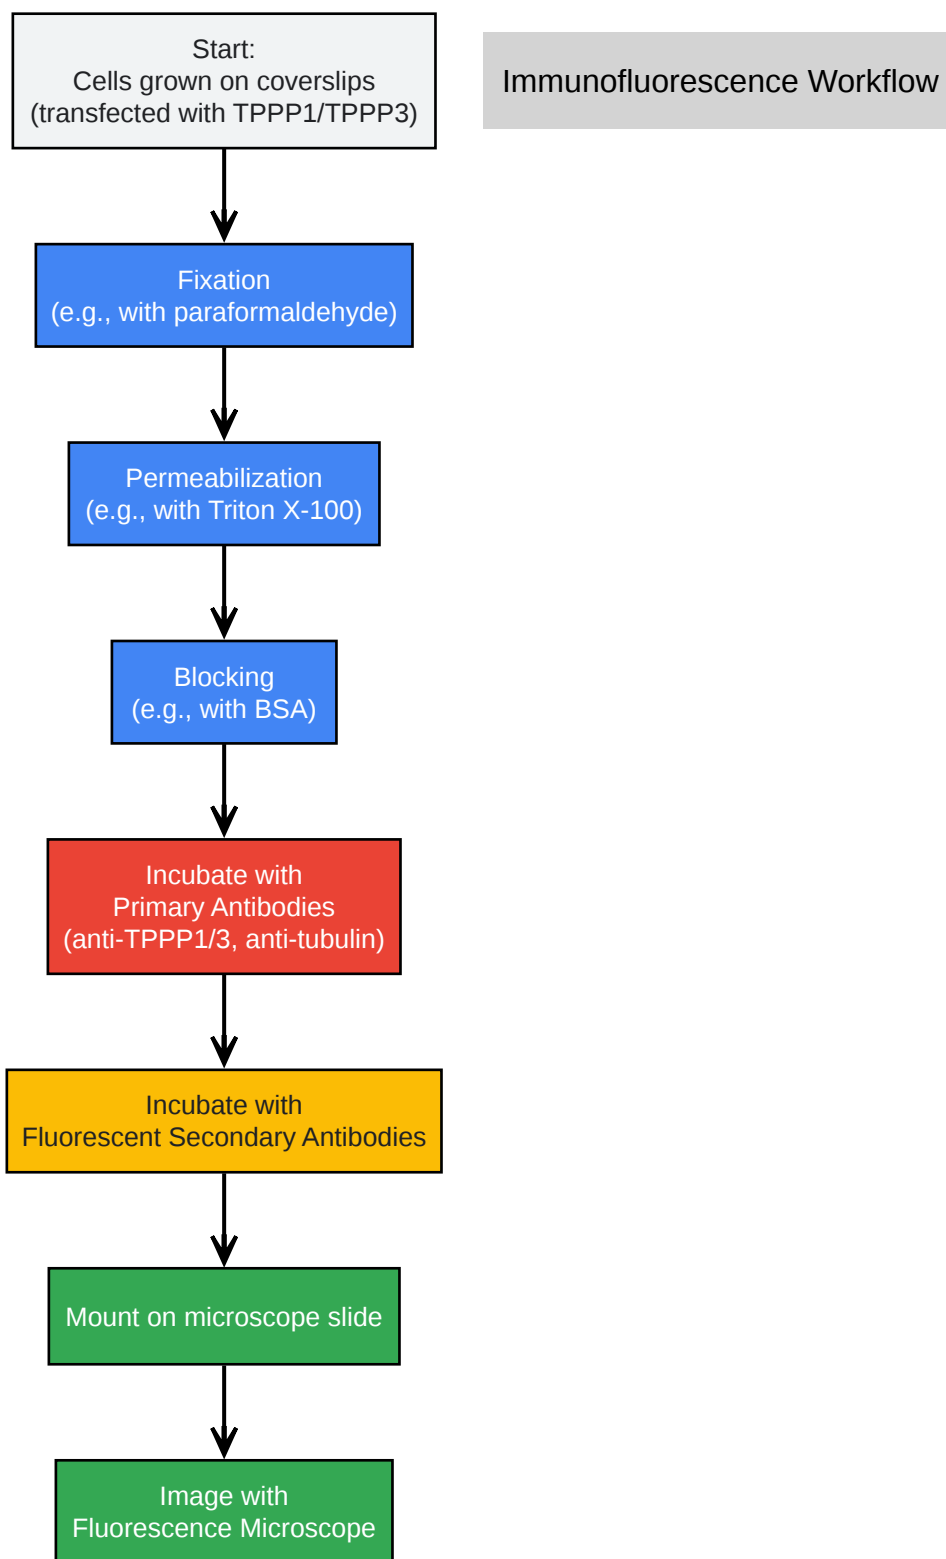 Start:
Cells grown on coverslips
(transfected with TPPP1/TPPP3)
Immunofluorescence Workflow
Fixation
(e.g., with paraformaldehyde)
Permeabilization
(e.g., with Triton X-100)
Blocking
(e.g., with BSA)
Incubate with
Primary Antibodies
(anti-TPPP1/3, anti-tubulin)
Incubate with
Fluorescent Secondary Antibodies
Mount on microscope slide
Image with
Fluorescence Microscope